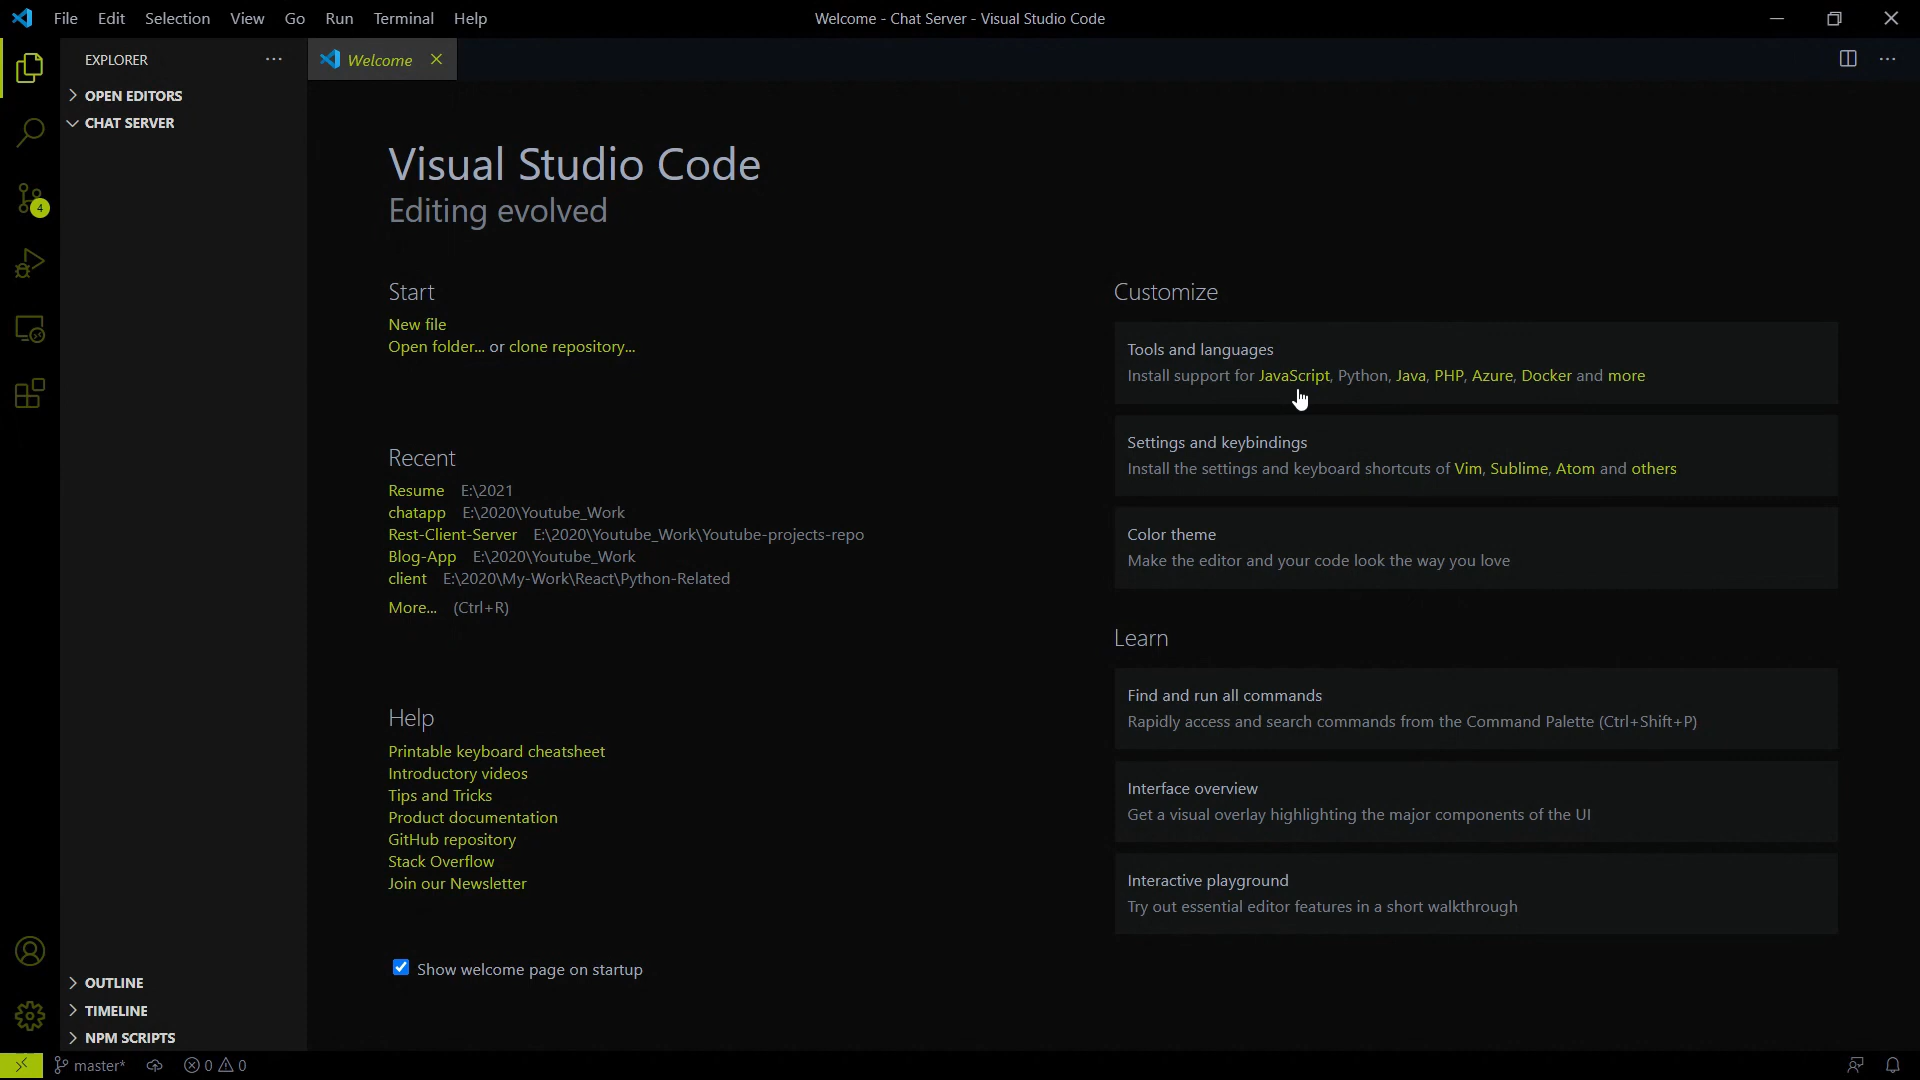 File Edit Selection View Go Run Terminal Help
Welcome - Chat Server - Visual Studio Code
EXPLORER
OPEN EDITORS
CHAT SERVER
OUTLINE
TIMELINE
NPM SCRIPTS
4
Welcome
Visual Studio Code
Editing evolved
Start
New file
Open folder... or clone repository...
Recent
Resume E:\2021
chatapp E:\2020\Youtube_Work
Rest-Client-Server E:\2020\Youtube_Work\Youtube-projects-repo
Blog-App E:\2020\Youtube_Work
client E:\2020\My-Work\React\Python-Related
More... (Ctrl+R)
Help
Printable keyboard cheatsheet
Introductory videos
Tips and Tricks
Product documentation
GitHub repository
Stack Overflow
Join our Newsletter
Show welcome page on startup
Customize
Tools and languages
Install support for JavaScript, Python, Java, PHP, Azure, Docker and more
Settings and keybindings
Install the settings and keyboard shortcuts of Vim, Sublime, Atom and others
Color theme
Make the editor and your code look the way you love
Learn
Find and run all commands
Rapidly access and search commands from the Command Palette (Ctrl+Shift+P)
Interface overview
Get a visual overlay highlighting the major components of the UI
Interactive playground
Try out essential editor features in a short walkthrough
master* 0 0